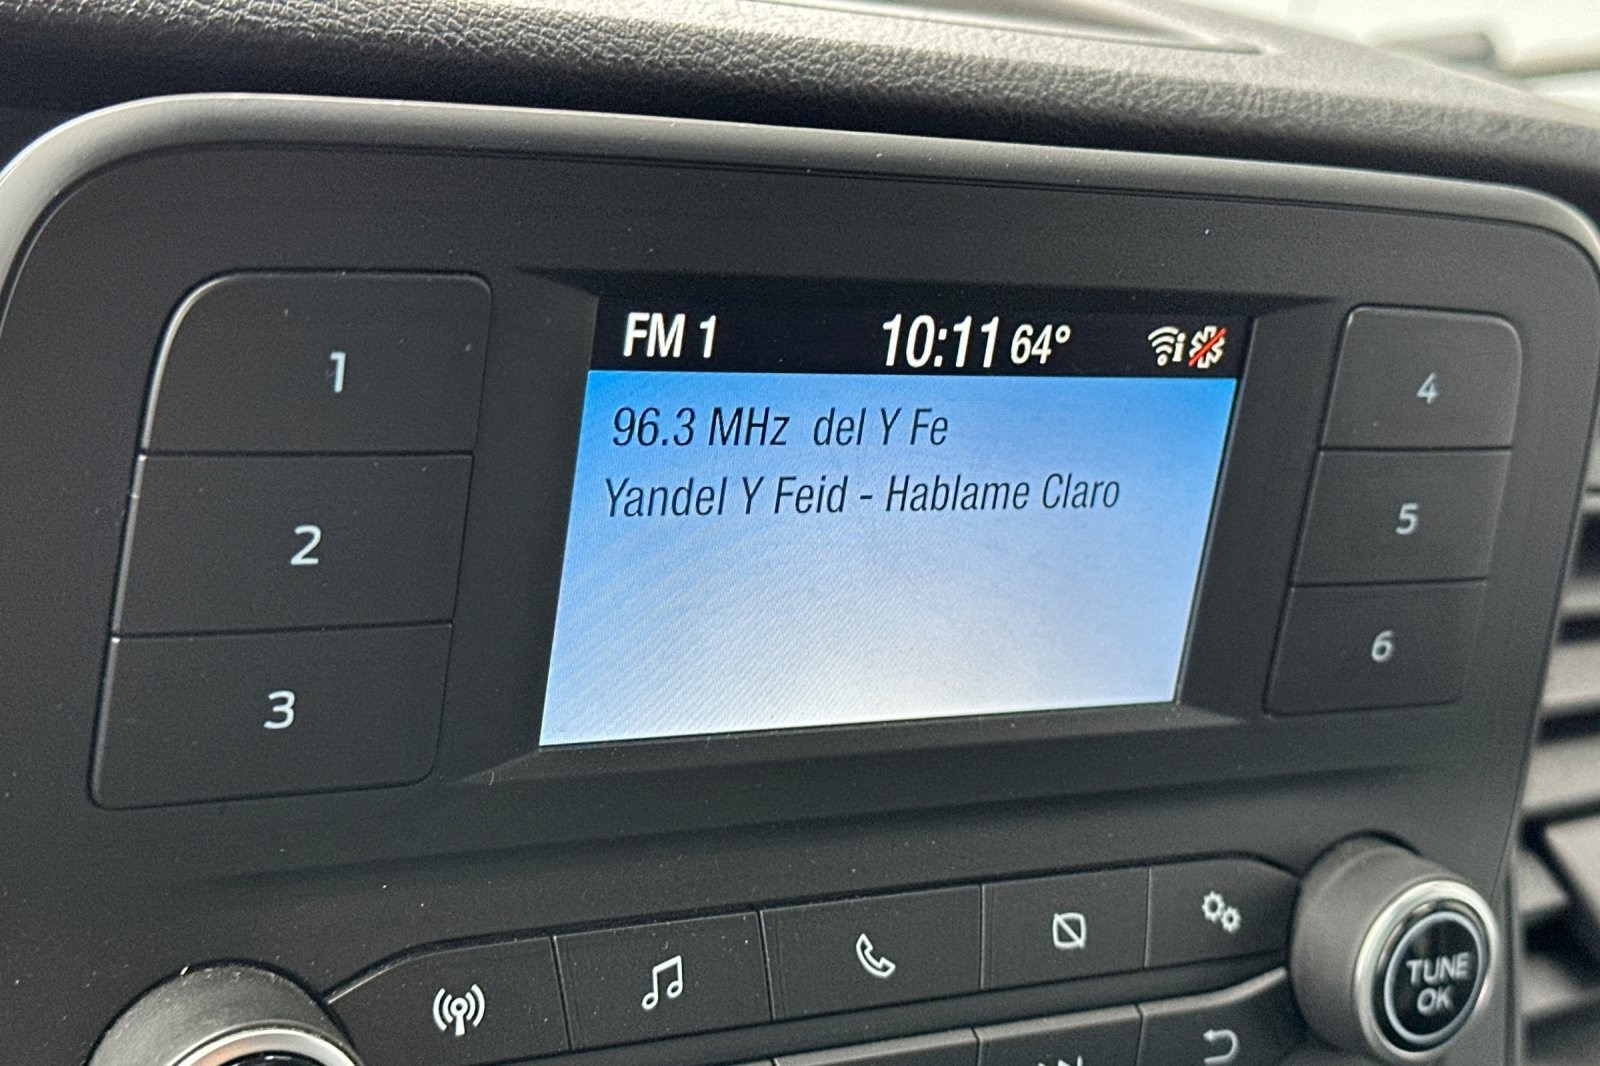 FM 1 10:11 64°
96.3 MHz del Y Fe
Yandel Y Feid - Hablame Claro
1
2
3
4
5
6
TUNE
OK